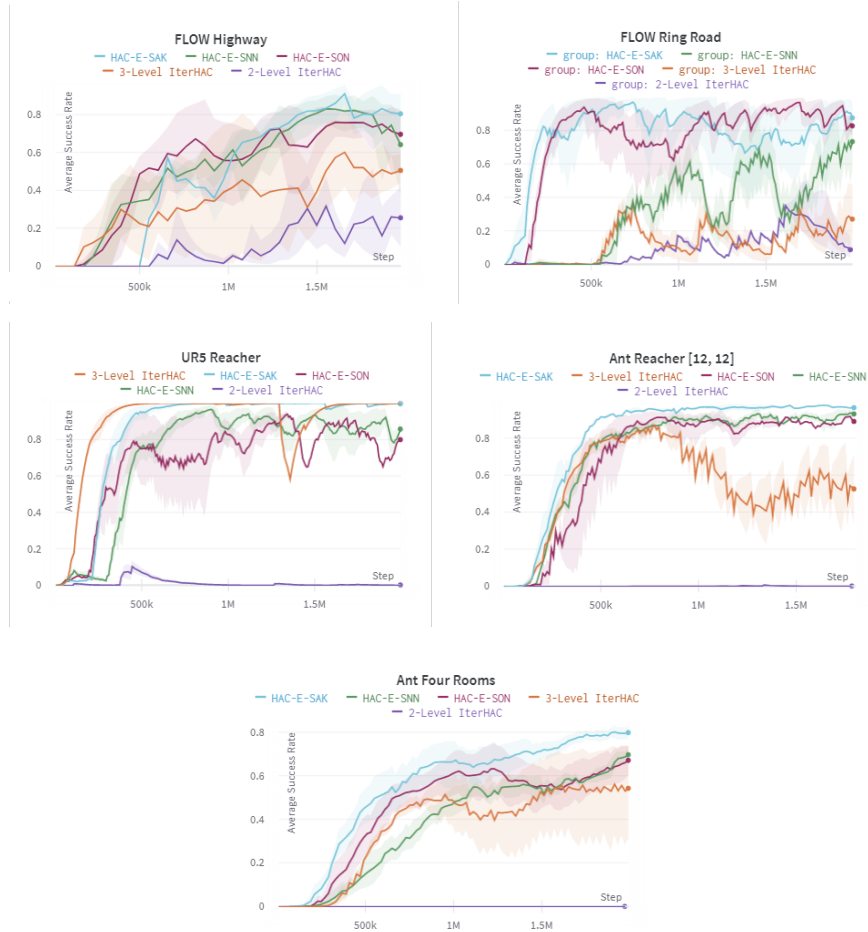 FLOW Highway
HAC-E-SAK HAC-E-SNN HAC-E-SON
3-Level IterHAC 2-Level IterHAC
Average Success Rate
0.8
0.6
0.4
0.2
0
Step
500k 1M 1.5M
FLOW Ring Road
group: HAC-E-SAK group: HAC-E-SNN
group: HAC-E-SON group: 3-Level IterHAC
group: 2-Level IterHAC
Average Success Rate
0.8
0.6
0.4
0.2
0
Step
500k 1M 1.5M
UR5 Reacher
3-Level IterHAC HAC-E-SAK HAC-E-SON
HAC-E-SNN 2-Level IterHAC
Average Success Rate
0.8
0.6
0.4
0.2
0
Step
500k 1M 1.5M
Ant Reacher [12, 12]
HAC-E-SAK 3-Level IterHAC HAC-E-SON HAC-E-SNN
2-Level IterHAC
Average Success Rate
0.8
0.6
0.4
0.2
0
Step
500k 1M 1.5M
Ant Four Rooms
HAC-E-SAK HAC-E-SNN HAC-E-SON 3-Level IterHAC
2-Level IterHAC
Average Success Rate
0.8
0.6
0.4
0.2
0
Step
500k 1M 1.5M